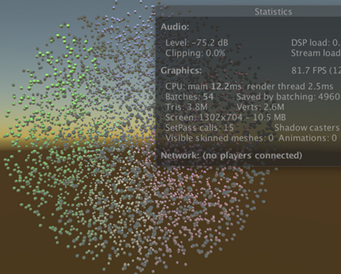 Statistics
Audio:
Level: -75.2 dB DSP load: 0.
Clipping: 0.0% Stream load
Graphics: 81.7 FPS (12
CPU: main 12.2ms render thread 2.5ms
Batches: 54 Saved by batching: 4960
Tris: 3.8M Verts: 2.6M
Screen: 1302x704 - 10.5 MB
SetPass calls: 15 Shadow casters
Visible skinned meshes: 0 Animations: 0
Network: (no players connected)